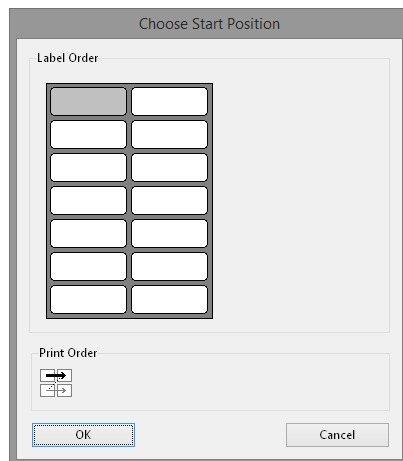 Choose Start Position
Label Order
Print Order
OK
Cancel